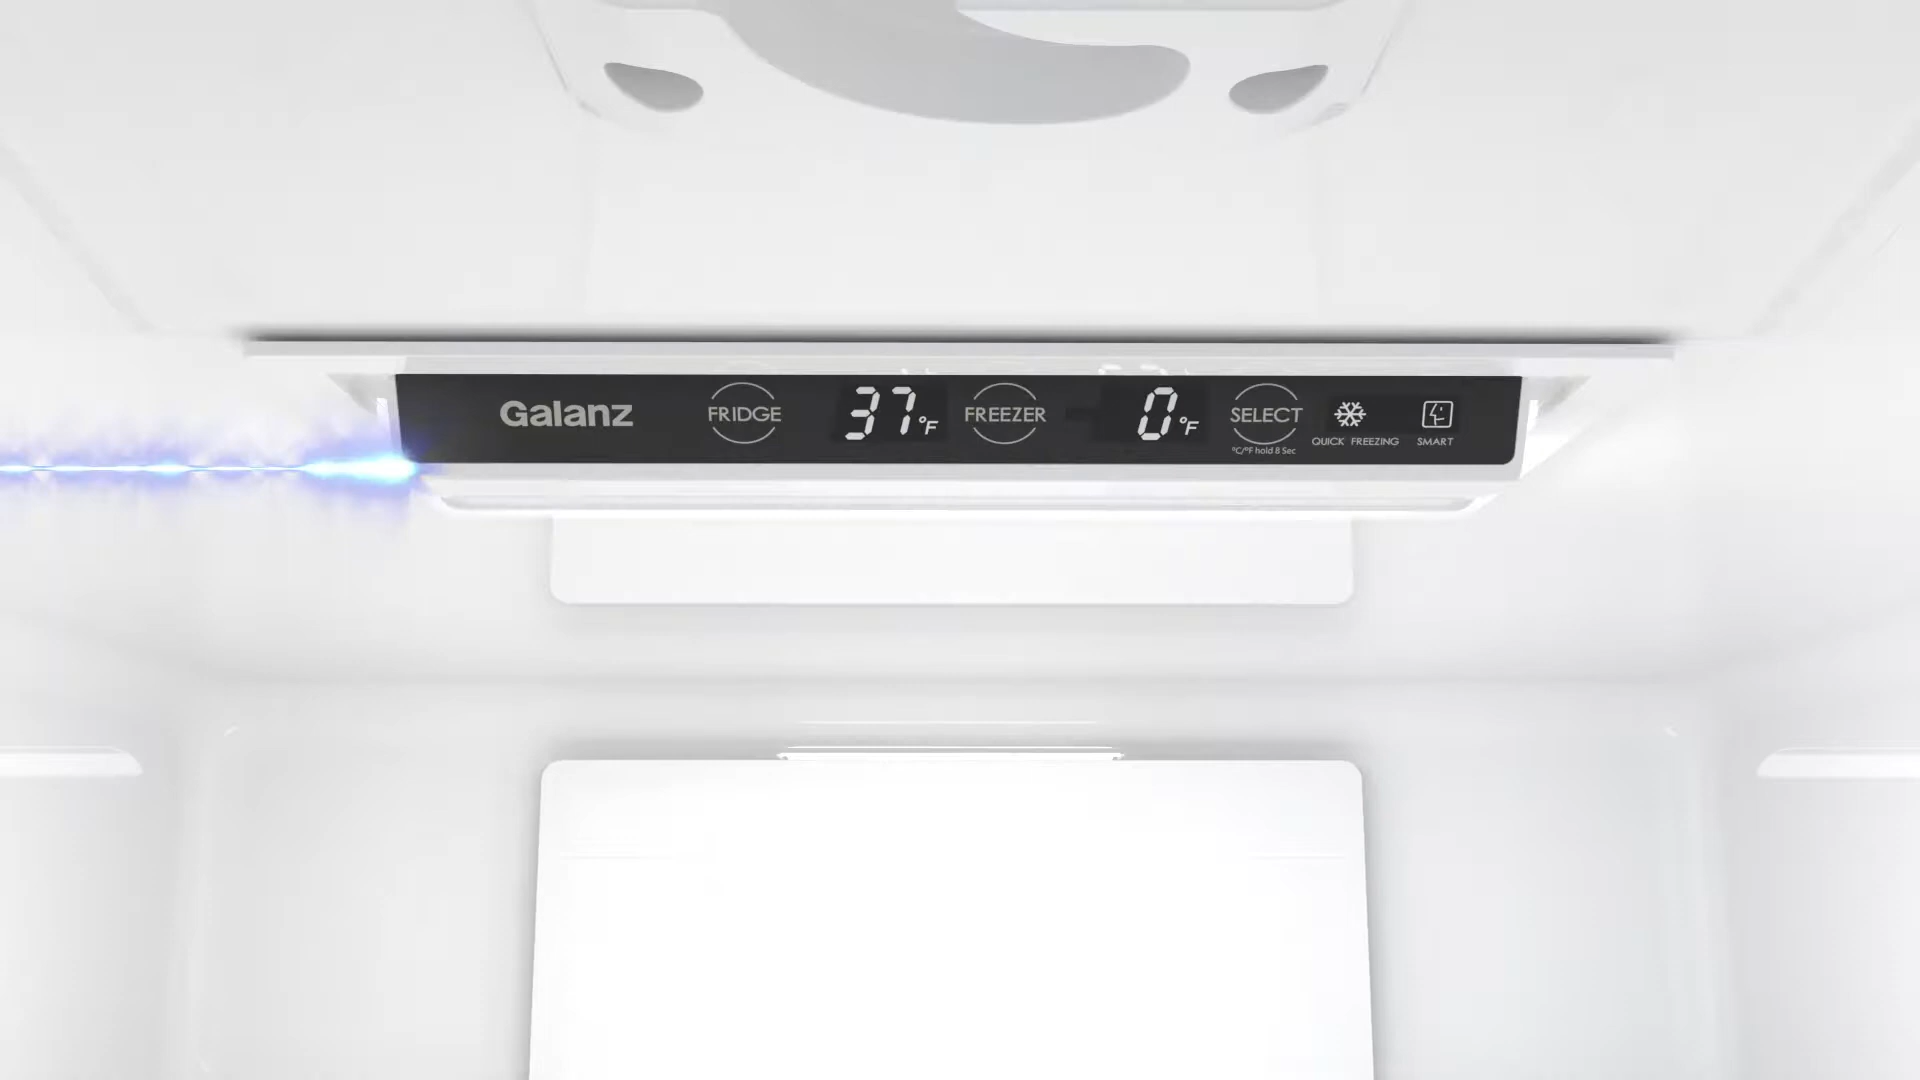 Galanz FRIDGE 37°F FREEZER 0°F SELECT
°C/°F hold 8 Sec
QUICK FREEZING SMART